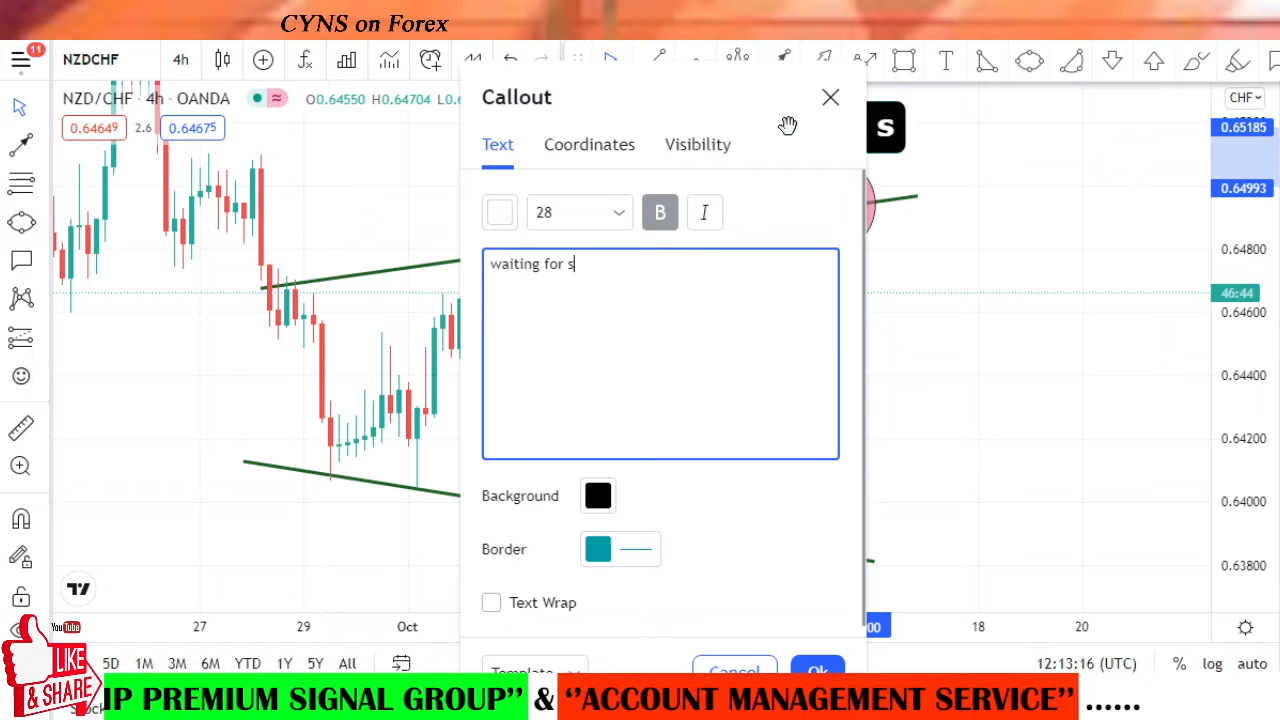 CYNS on Forex
11
NZDCHF
4h
NZD/CHF · 4h · OANDA
O0.64550 H0.64704
CHF
0.64649
2.6
0.64675
s
Callout
Text
Coordinates
Visibility
28
B
I
waiting for s
Background
Border
Text Wrap
Cancel
Ok
0.65185
0.64993
0.64800
46:44
0.64600
0.64400
0.64200
0.64000
0.63800
27
29
Oct
18
20
5D
1M
3M
6M
YTD
1Y
5Y
All
12:13:16 (UTC)
%
log
auto
YouTube
LIKE
& SHARE
IP PREMIUM SIGNAL GROUP’’ & ‘‘ACCOUNT MANAGEMENT SERVICE’’ ......